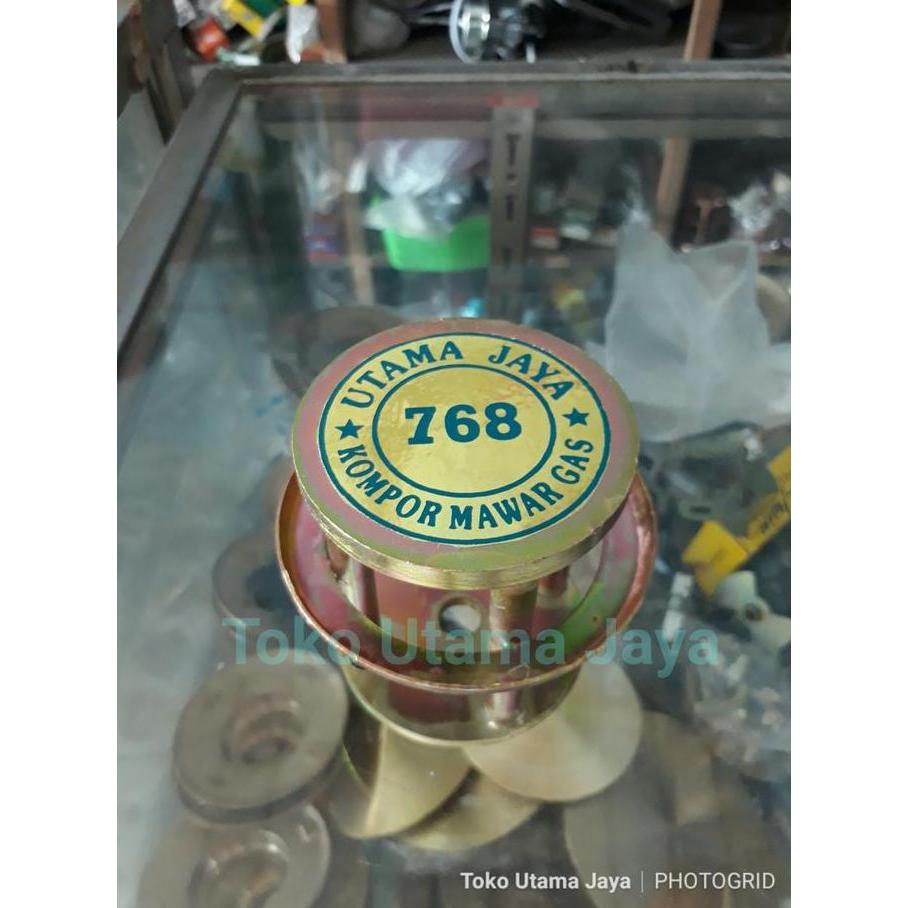 UTAMA JAYA
768
KOMPOR MAWAR GAS
Toko Utama Jaya
Toko Utama Jaya | PHOTOGRID